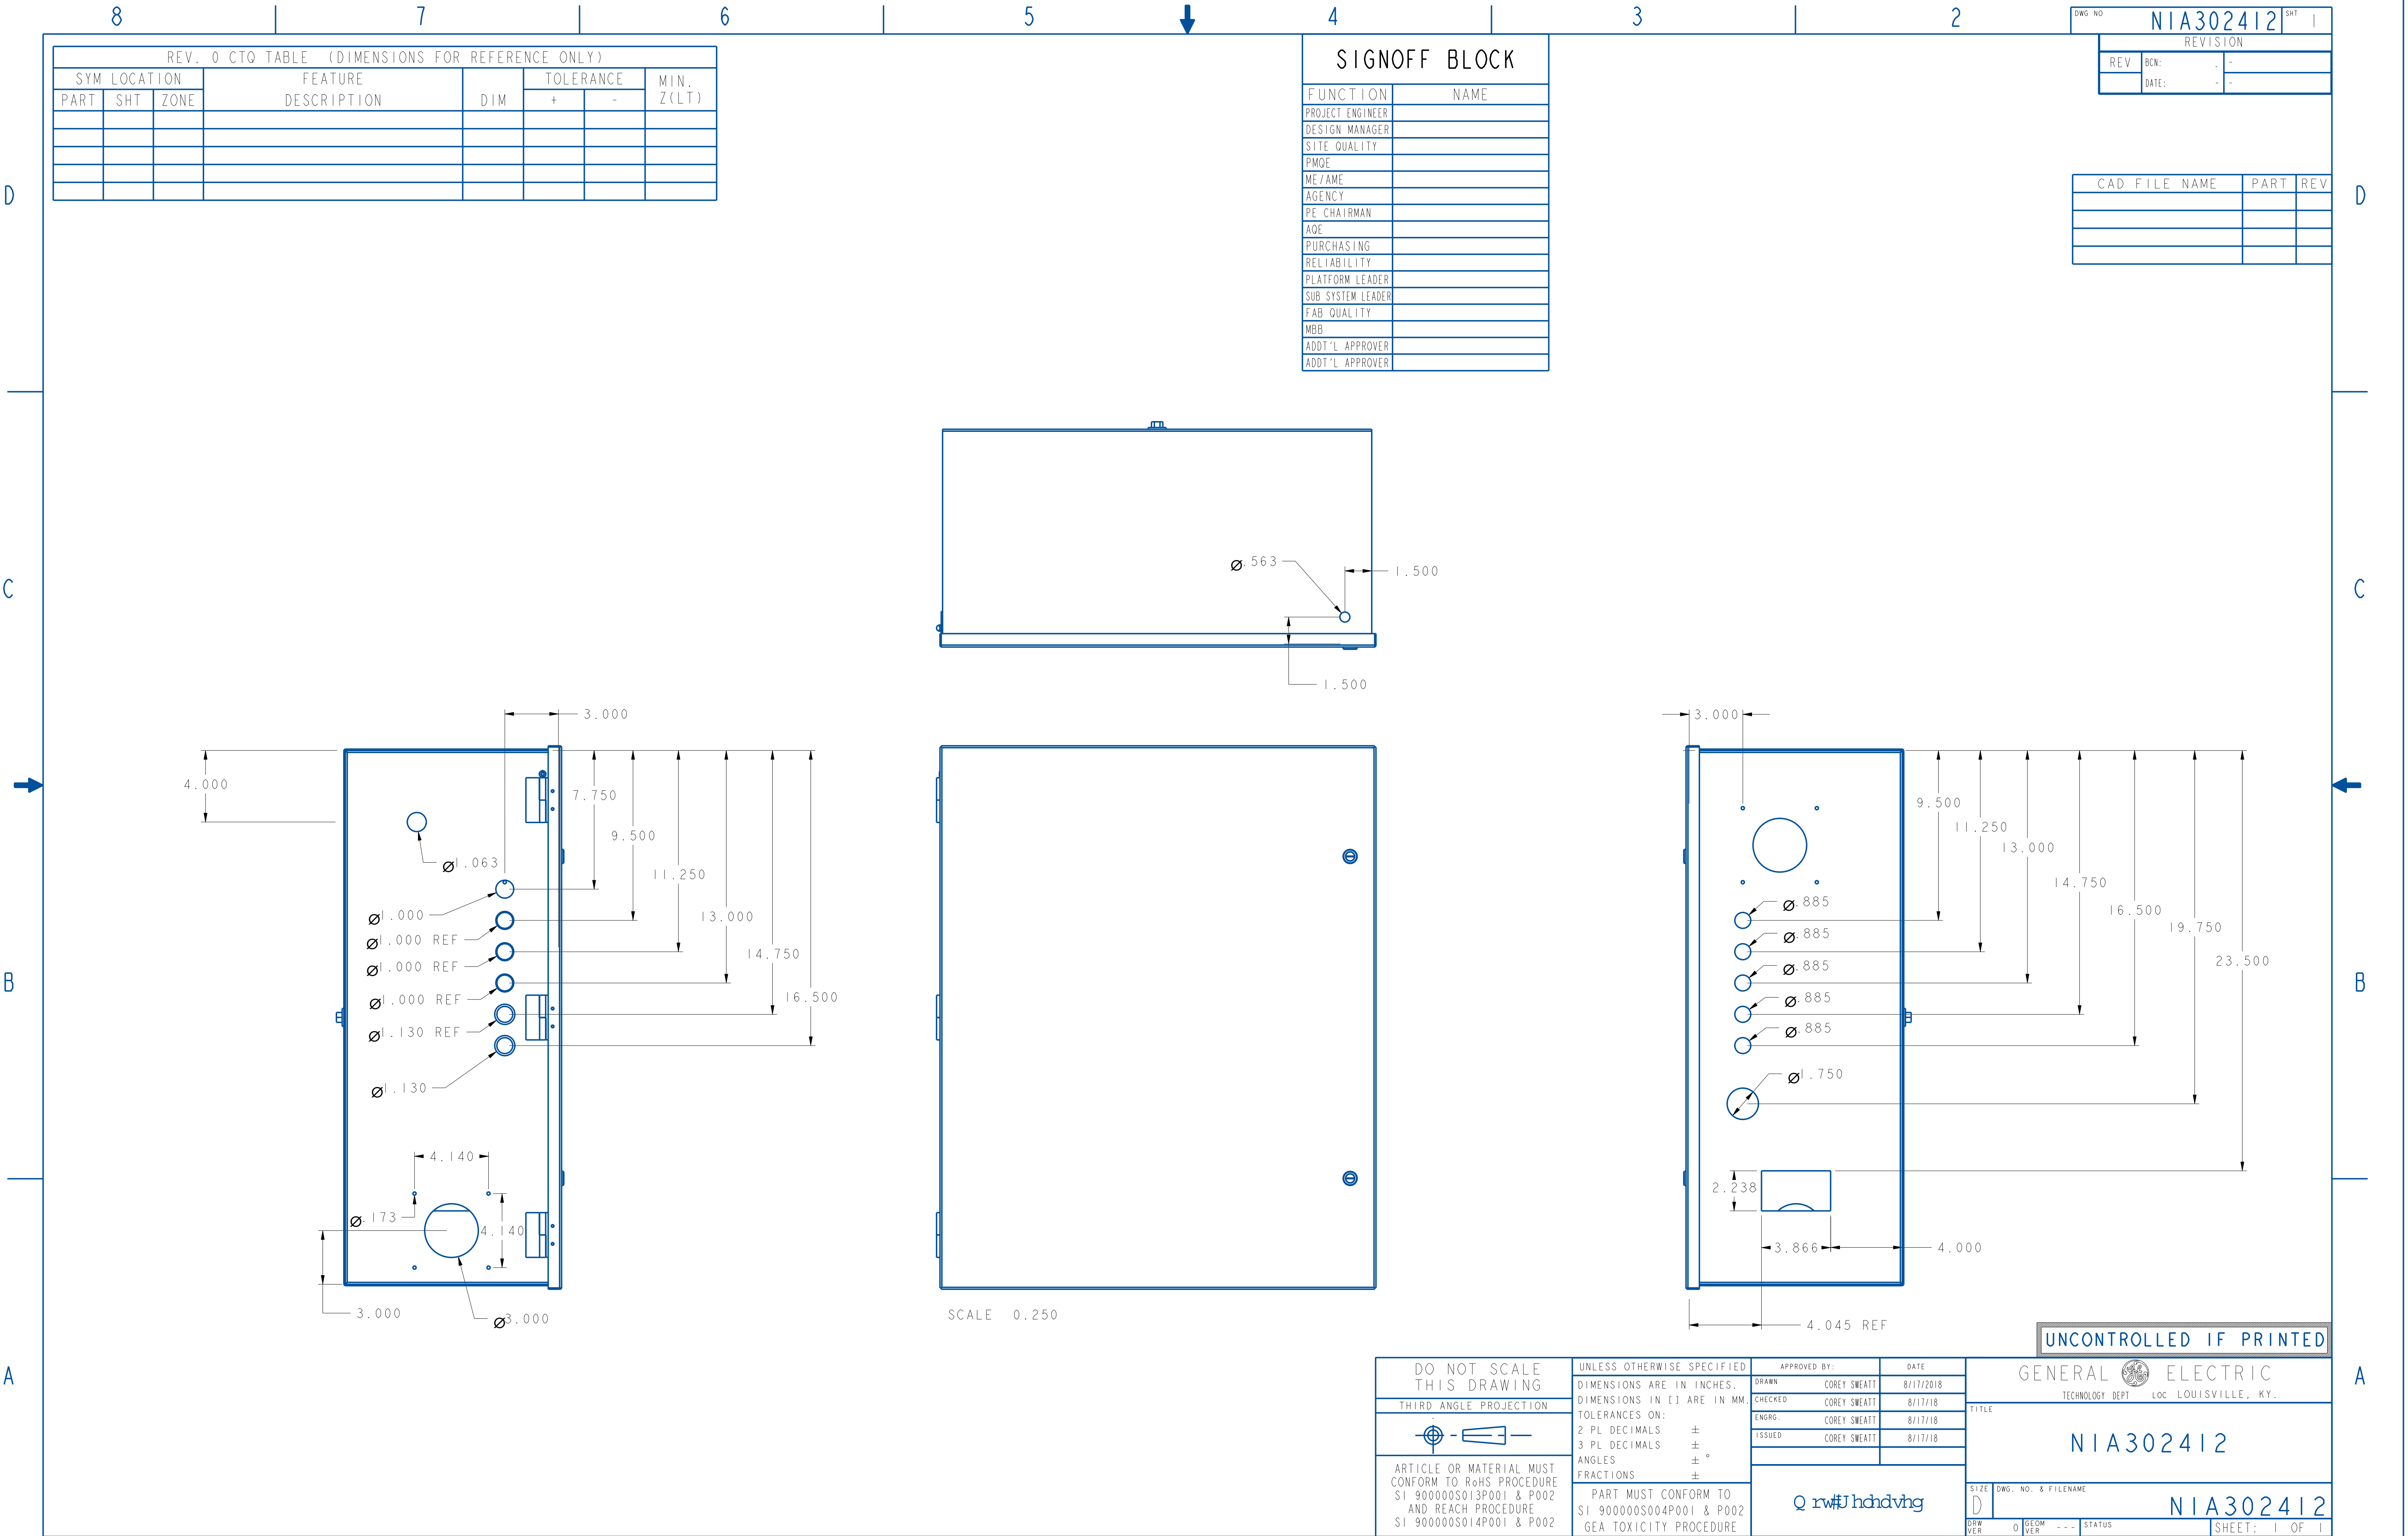 8 7 6 5 4 3 2
DWG NO NIA302412 SHT 1
REVISION
REV BCN: - -
DATE: - -
REV. 0 CTQ TABLE (DIMENSIONS FOR REFERENCE ONLY)
SYM LOCATION FEATURE TOLERANCE MIN.
PART SHT ZONE DESCRIPTION DIM + - Z(LT)
SIGNOFF BLOCK
FUNCTION NAME
PROJECT ENGINEER
DESIGN MANAGER
SITE QUALITY
PMQE
ME/AME
AGENCY
PE CHAIRMAN
AQE
PURCHASING
RELIABILITY
PLATFORM LEADER
SUB SYSTEM LEADER
FAB QUALITY
MBB
ADDT'L APPROVER
ADDT'L APPROVER
CAD FILE NAME PART REV
D D
C C
B B
A A
Ø.563
1.500
1.500
3.000
4.000
7.750
9.500
Ø1.063
11.250
Ø1.000
13.000
Ø1.000 REF
14.750
Ø1.000 REF
16.500
Ø1.000 REF
Ø1.130 REF
Ø1.130
4.140
Ø.173
4.140
3.000
Ø3.000
SCALE 0.250
3.000
9.500
11.250
13.000
14.750
16.500
19.750
23.500
Ø.885
Ø.885
Ø.885
Ø.885
Ø.885
Ø1.750
2.238
3.866
4.000
4.045 REF
UNCONTROLLED IF PRINTED
DO NOT SCALE
THIS DRAWING
THIRD ANGLE PROJECTION
ARTICLE OR MATERIAL MUST
CONFORM TO RoHS PROCEDURE
SI 900000S013P001 & P002
AND REACH PROCEDURE
SI 900000S014P001 & P002
UNLESS OTHERWISE SPECIFIED
DIMENSIONS ARE IN INCHES.
DIMENSIONS IN [] ARE IN MM.
TOLERANCES ON:
2 PL DECIMALS ±
3 PL DECIMALS ±
ANGLES ± °
FRACTIONS ±
PART MUST CONFORM TO
SI 900000S004P001 & P002
GEA TOXICITY PROCEDURE
APPROVED BY: DATE
DRAWN COREY SWEATT 8/17/2018
CHECKED COREY SWEATT 8/17/18
ENGRG. COREY SWEATT 8/17/18
ISSUED COREY SWEATT 8/17/18
Q rw#Uhohdvhg
GENERAL ELECTRIC
TECHNOLOGY DEPT LOC LOUISVILLE, KY.
TITLE
NIA302412
SIZE DWG. NO. & FILENAME
D NIA302412
DRW VER 0 GEOM VER --- STATUS SHEET: 1 OF 1